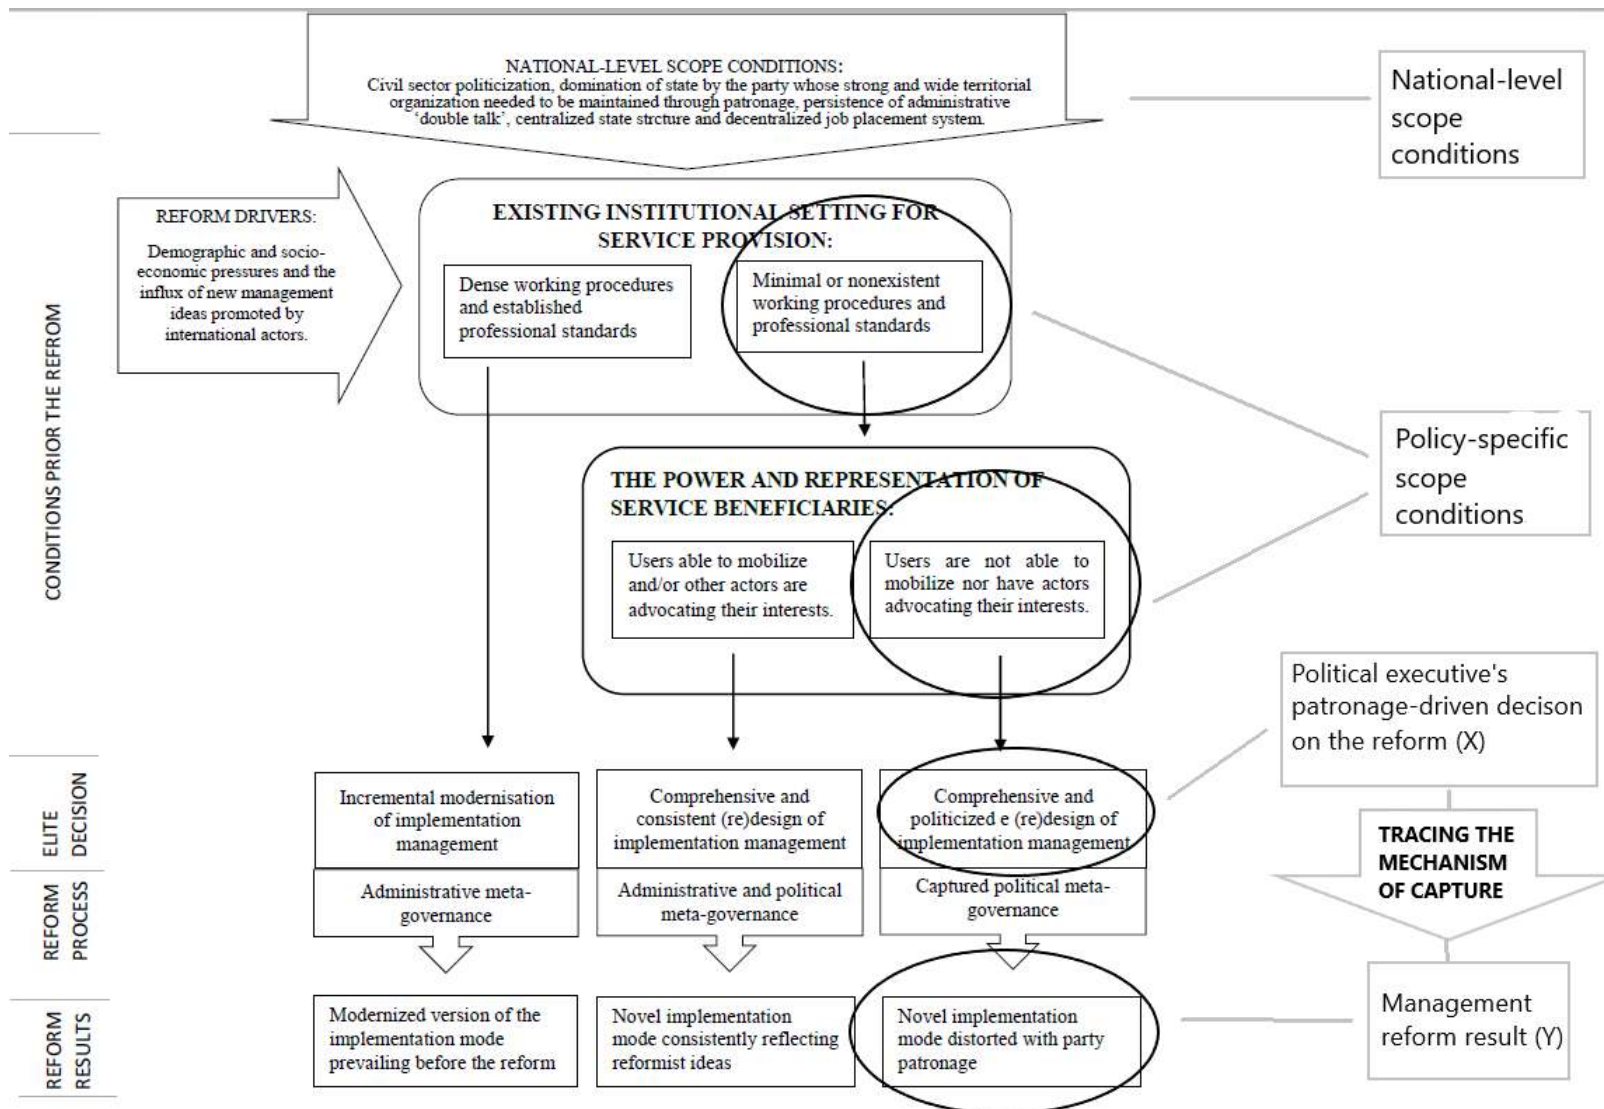 NATIONAL-LEVEL SCOPE CONDITIONS:
Civil sector politicization, domination of state by the party whose strong and wide territorial
organization needed to be maintained through patronage, persistence of administrative
‘double talk’, centralized state strcture and decentralized job placement system.
National-level
scope
conditions
CONDITIONS PRIOR THE REFROM
REFORM DRIVERS:
Demographic and socio-
economic pressures and the
influx of new management
ideas promoted by
international actors.
EXISTING INSTITUTIONAL SETTING FOR
SERVICE PROVISION:
Dense working procedures
and established
professional standards
Minimal or nonexistent
working procedures and
professional standards
Policy-specific
scope
conditions
THE POWER AND REPRESENTATION OF
SERVICE BENEFICIARIES:
Users able to mobilize
and/or other actors are
advocating their interests.
Users are not able to
mobilize nor have actors
advocating their interests.
Political executive's
patronage-driven decison
on the reform (X)
ELITE
DECISION
Incremental modernisation
of implementation
management
Comprehensive and
consistent (re)design of
implementation management
Comprehensive and
politicized e (re)design of
implementation management
TRACING THE
MECHANISM
OF CAPTURE
REFORM
PROCESS
Administrative meta-
governance
Administrative and political
meta-governance
Captured political meta-
governance
REFORM
RESULTS
Modernized version of the
implementation mode
prevailing before the reform
Novel implementation
mode consistently reflecting
reformist ideas
Novel implementation
mode distorted with party
patronage
Management
reform result (Y)